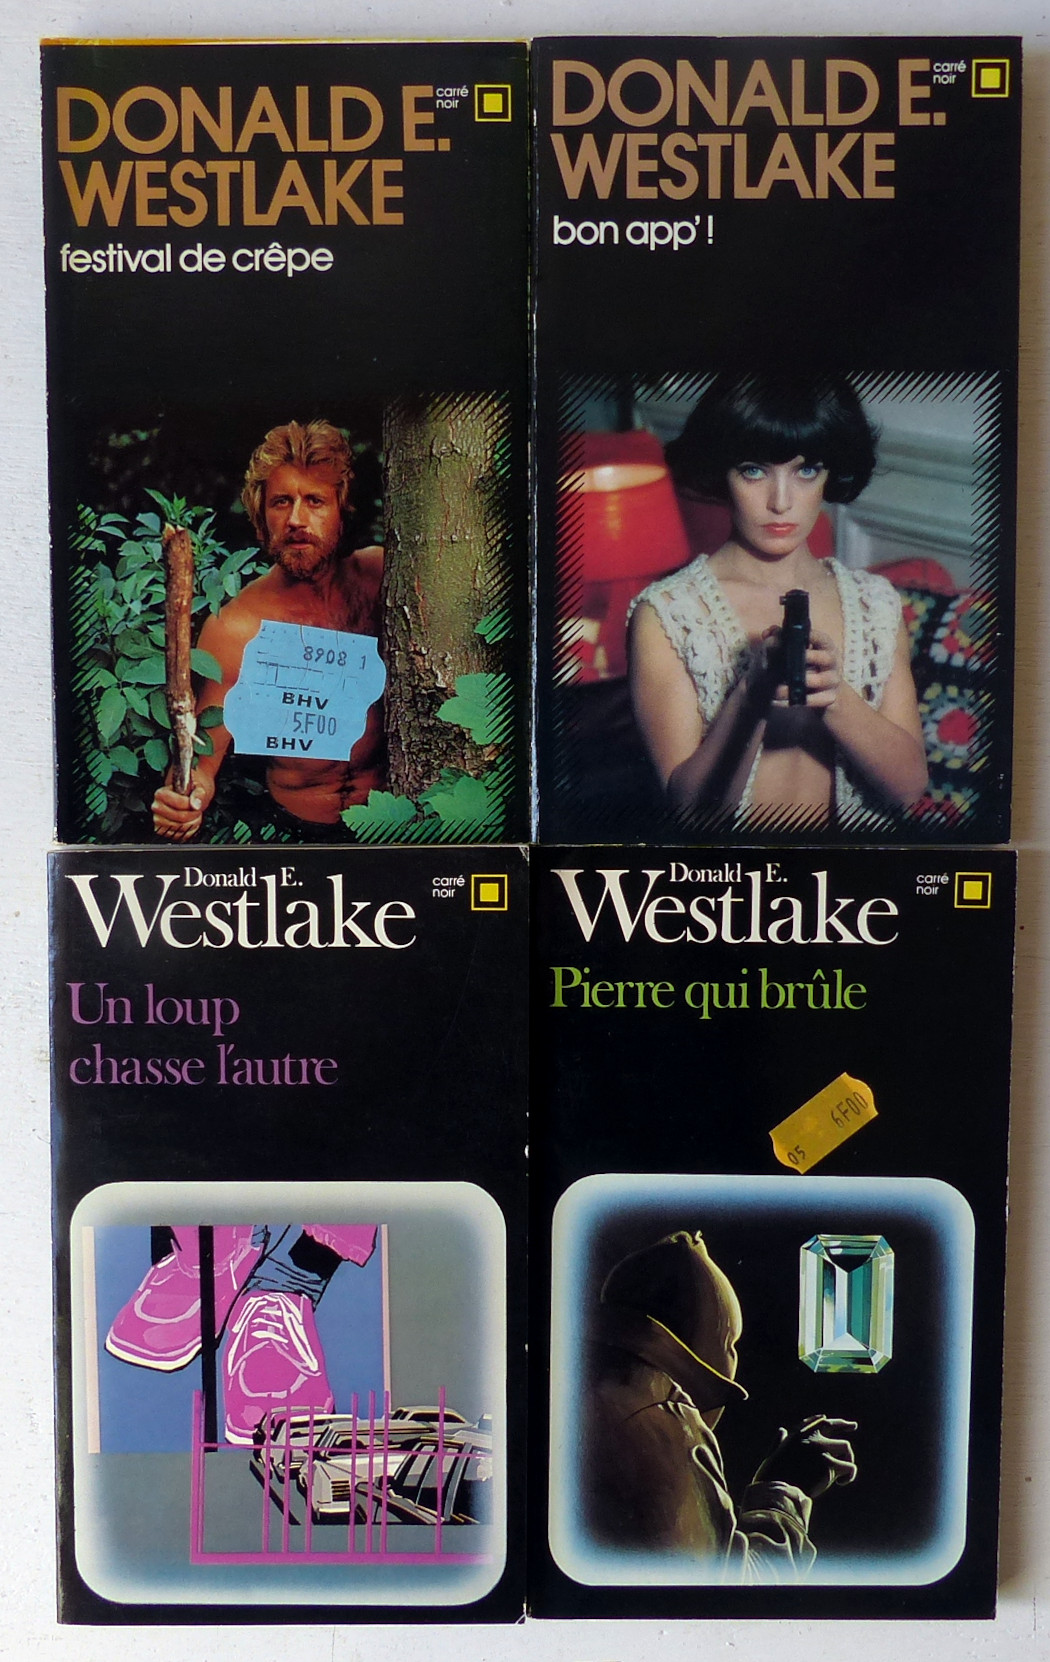 DONALD E.
WESTLAKE
carré
noir
festival de crêpe
8908 1
BHV
5.F00
BHV
DONALD E.
WESTLAKE
carré
noir
bon app' !
Donald E.
Westlake
carré
noir
Un loup
chasse l'autre
Donald E.
Westlake
carré
noir
Pierre qui brûle
6F00
05